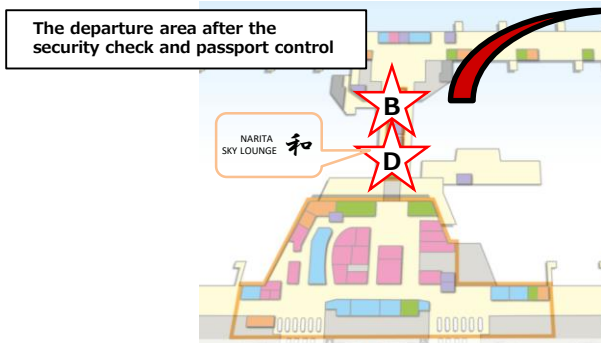 The departure area after the
security check and passport control
B
NARITA
SKY LOUNGE 和
D